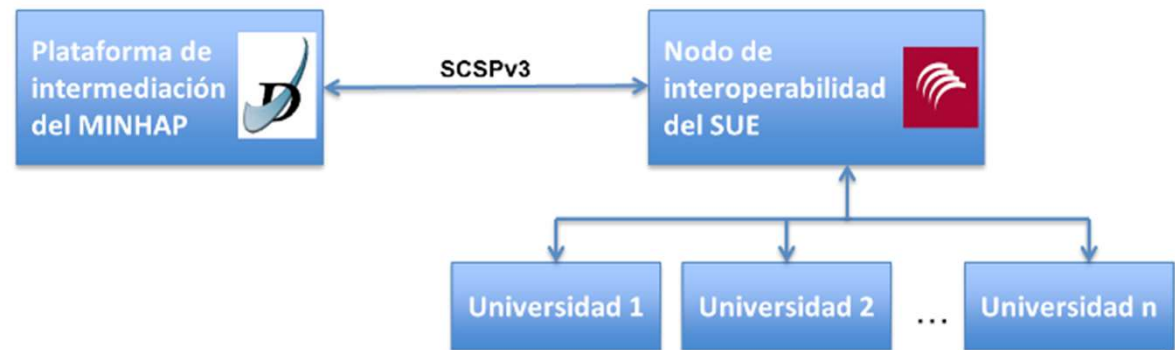 Plataforma de
intermediación
del MINHAP
D
SCSPv3
Nodo de
interoperabilidad
del SUE
Universidad 1
Universidad 2
...
Universidad n